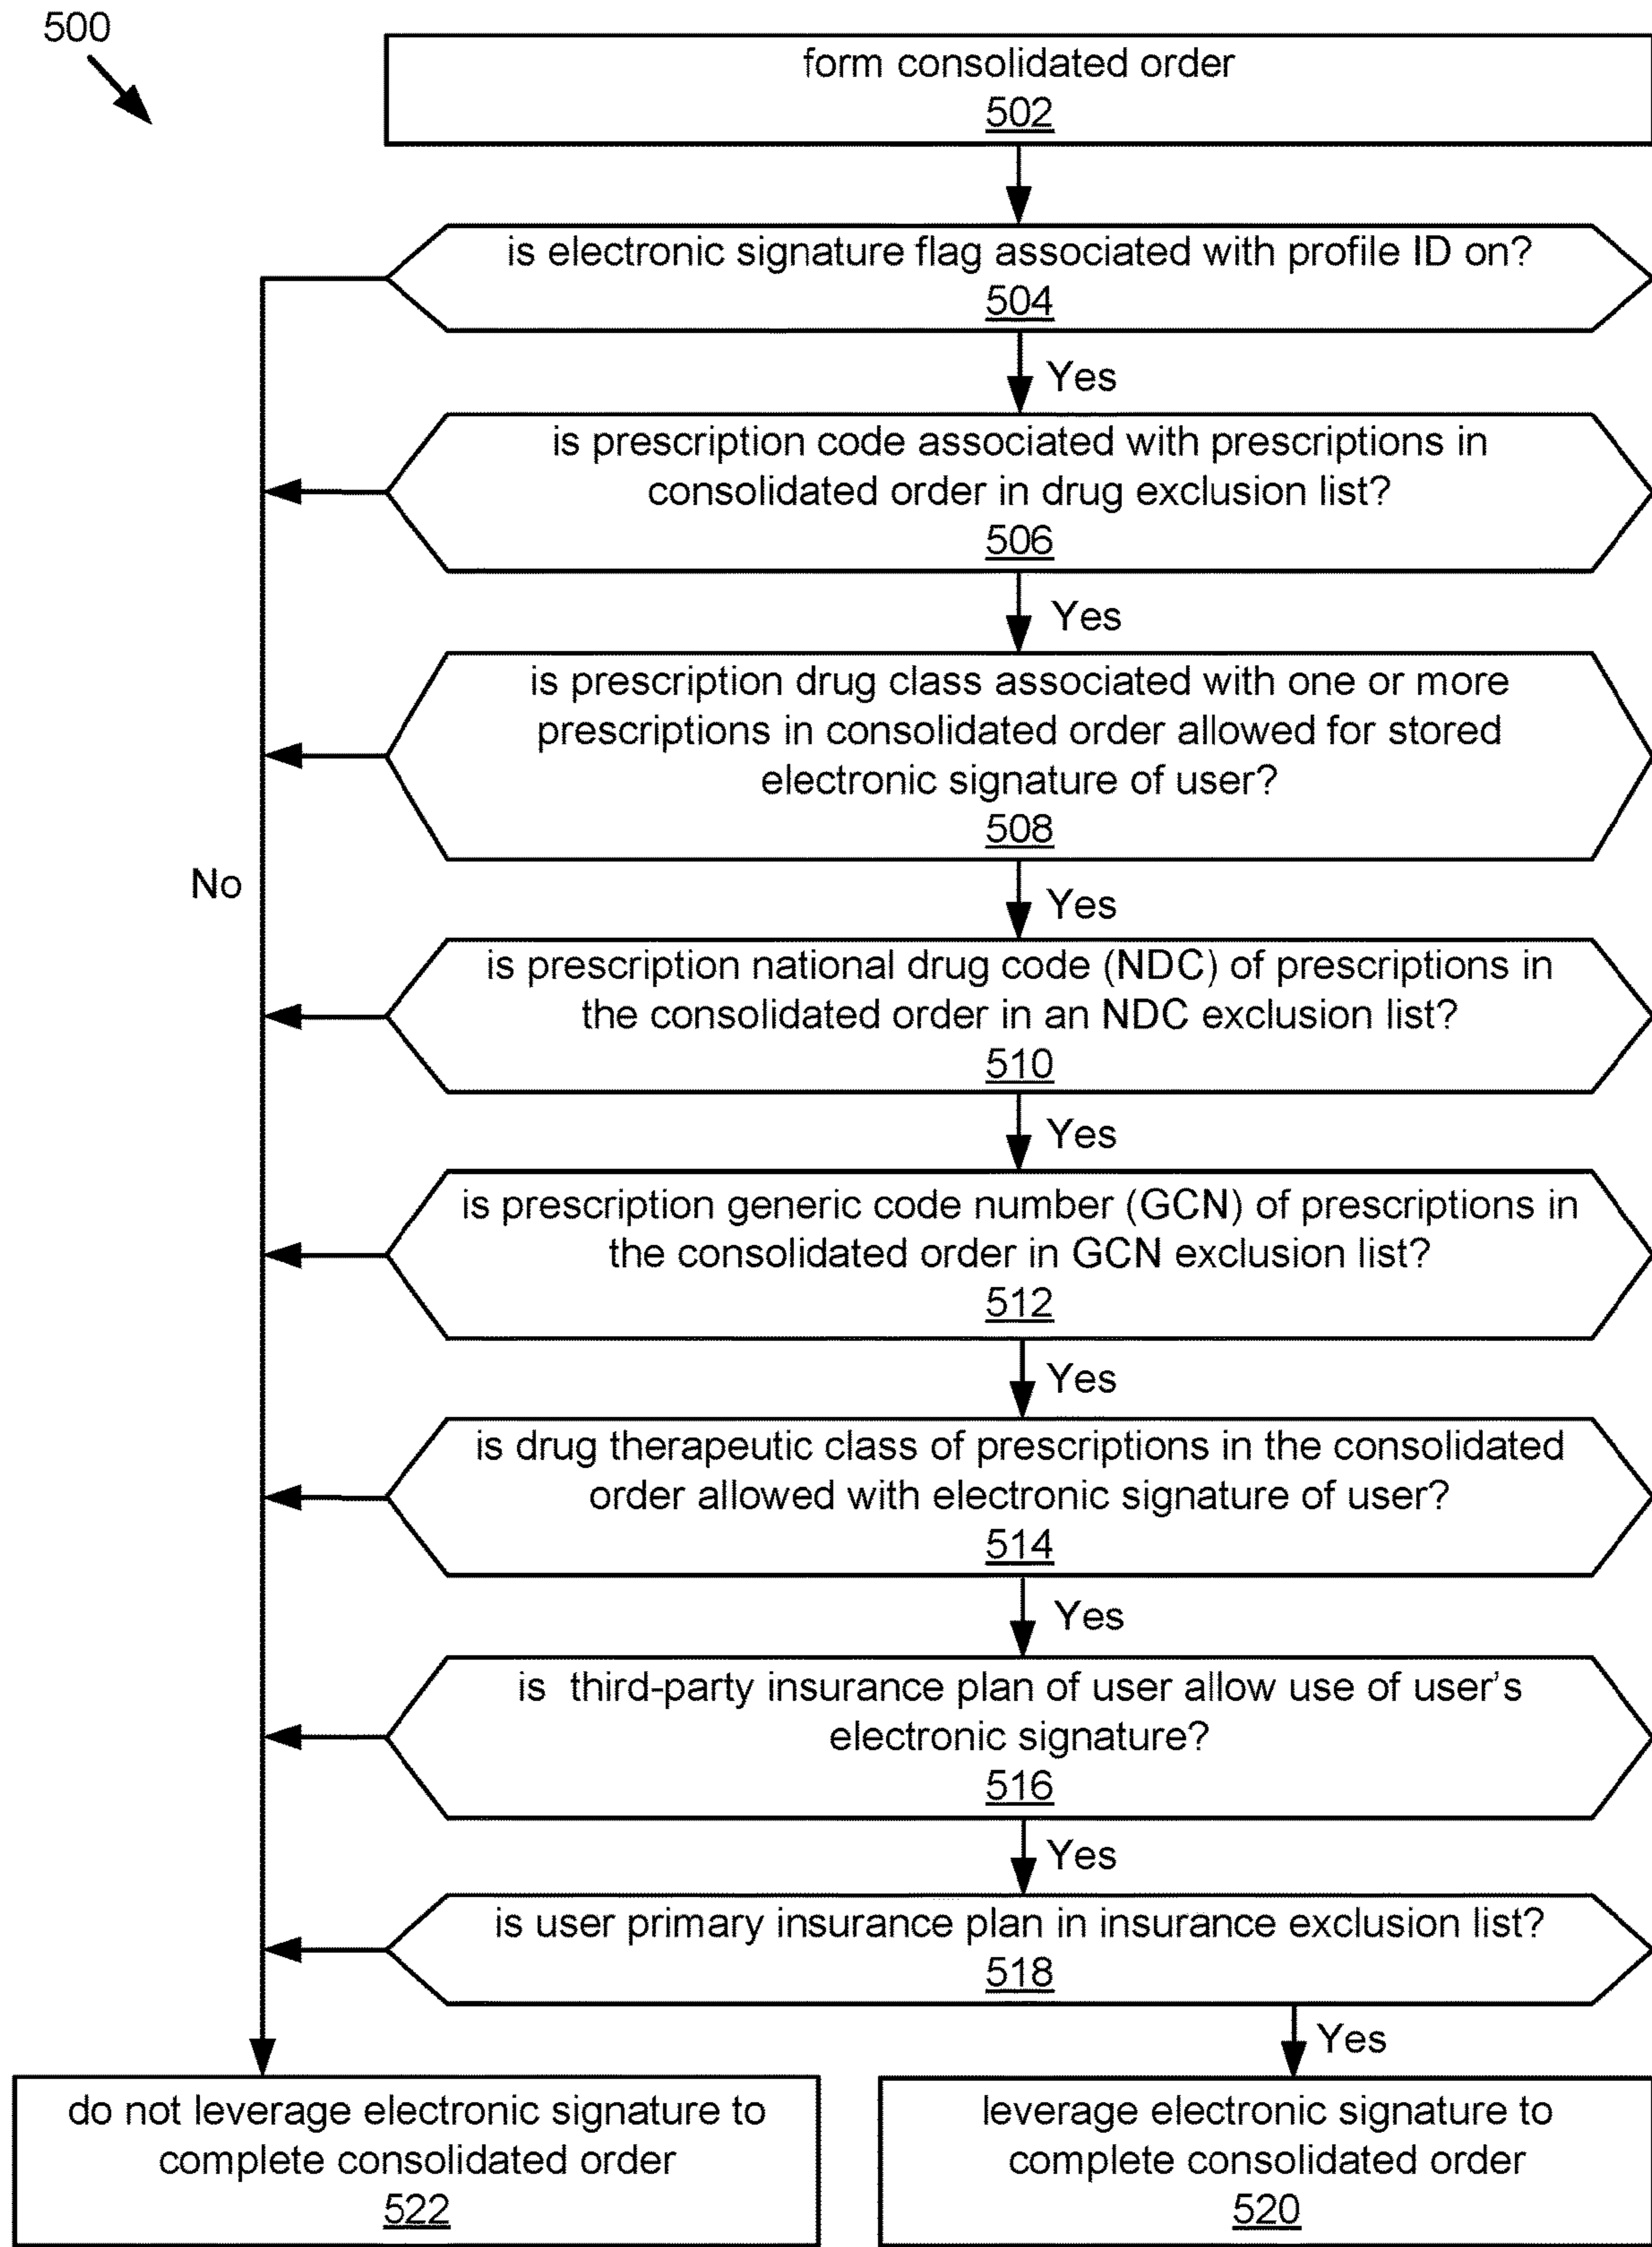 500
form consolidated order
502
is electronic signature flag associated with profile ID on?
504
Yes
is prescription code associated with prescriptions in
consolidated order in drug exclusion list?
506
Yes
is prescription drug class associated with one or more
prescriptions in consolidated order allowed for stored
electronic signature of user?
508
No
Yes
is prescription national drug code (NDC) of prescriptions in
the consolidated order in an NDC exclusion list?
510
Yes
is prescription generic code number (GCN) of prescriptions in
the consolidated order in GCN exclusion list?
512
Yes
is drug therapeutic class of prescriptions in the consolidated
order allowed with electronic signature of user?
514
Yes
is third-party insurance plan of user allow use of user's
electronic signature?
516
Yes
is user primary insurance plan in insurance exclusion list?
518
Yes
do not leverage electronic signature to
complete consolidated order
522
leverage electronic signature to
complete consolidated order
520